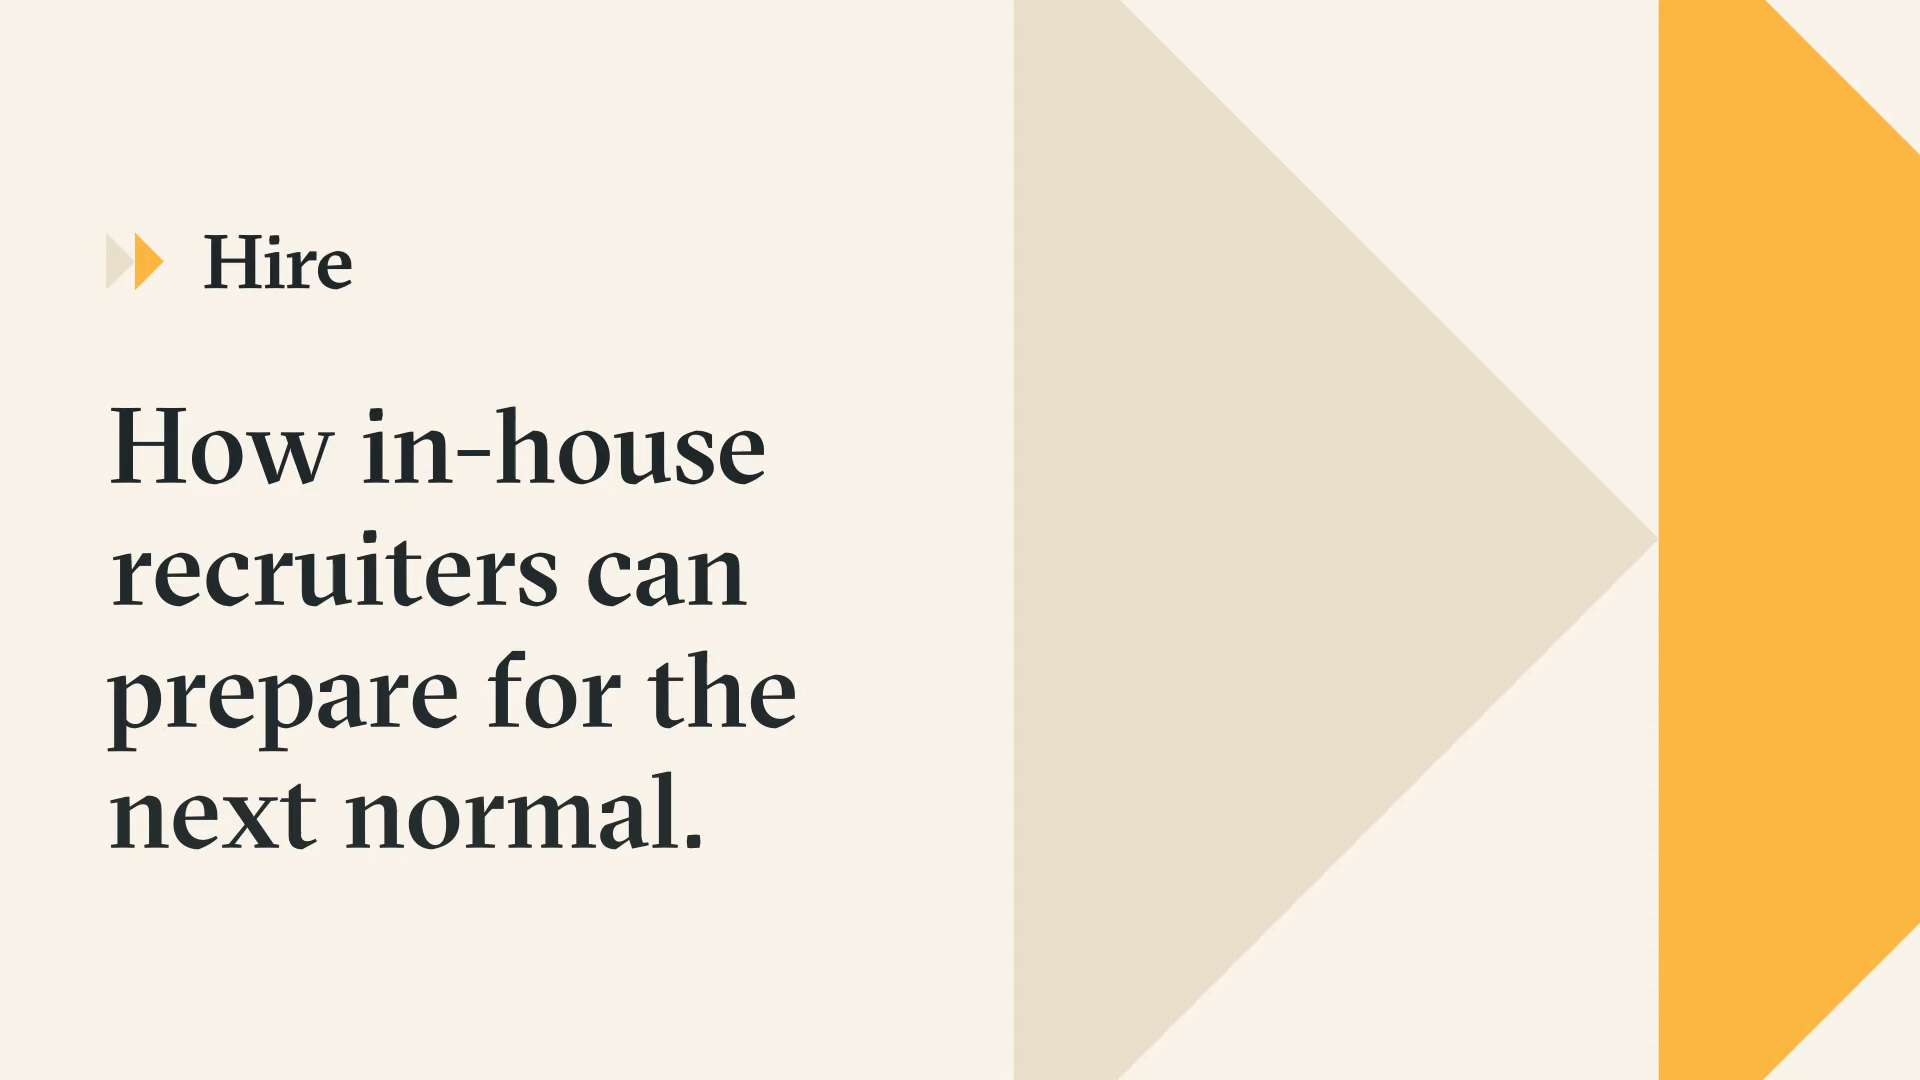 Hire
How in-house
recruiters can
prepare for the
next normal.